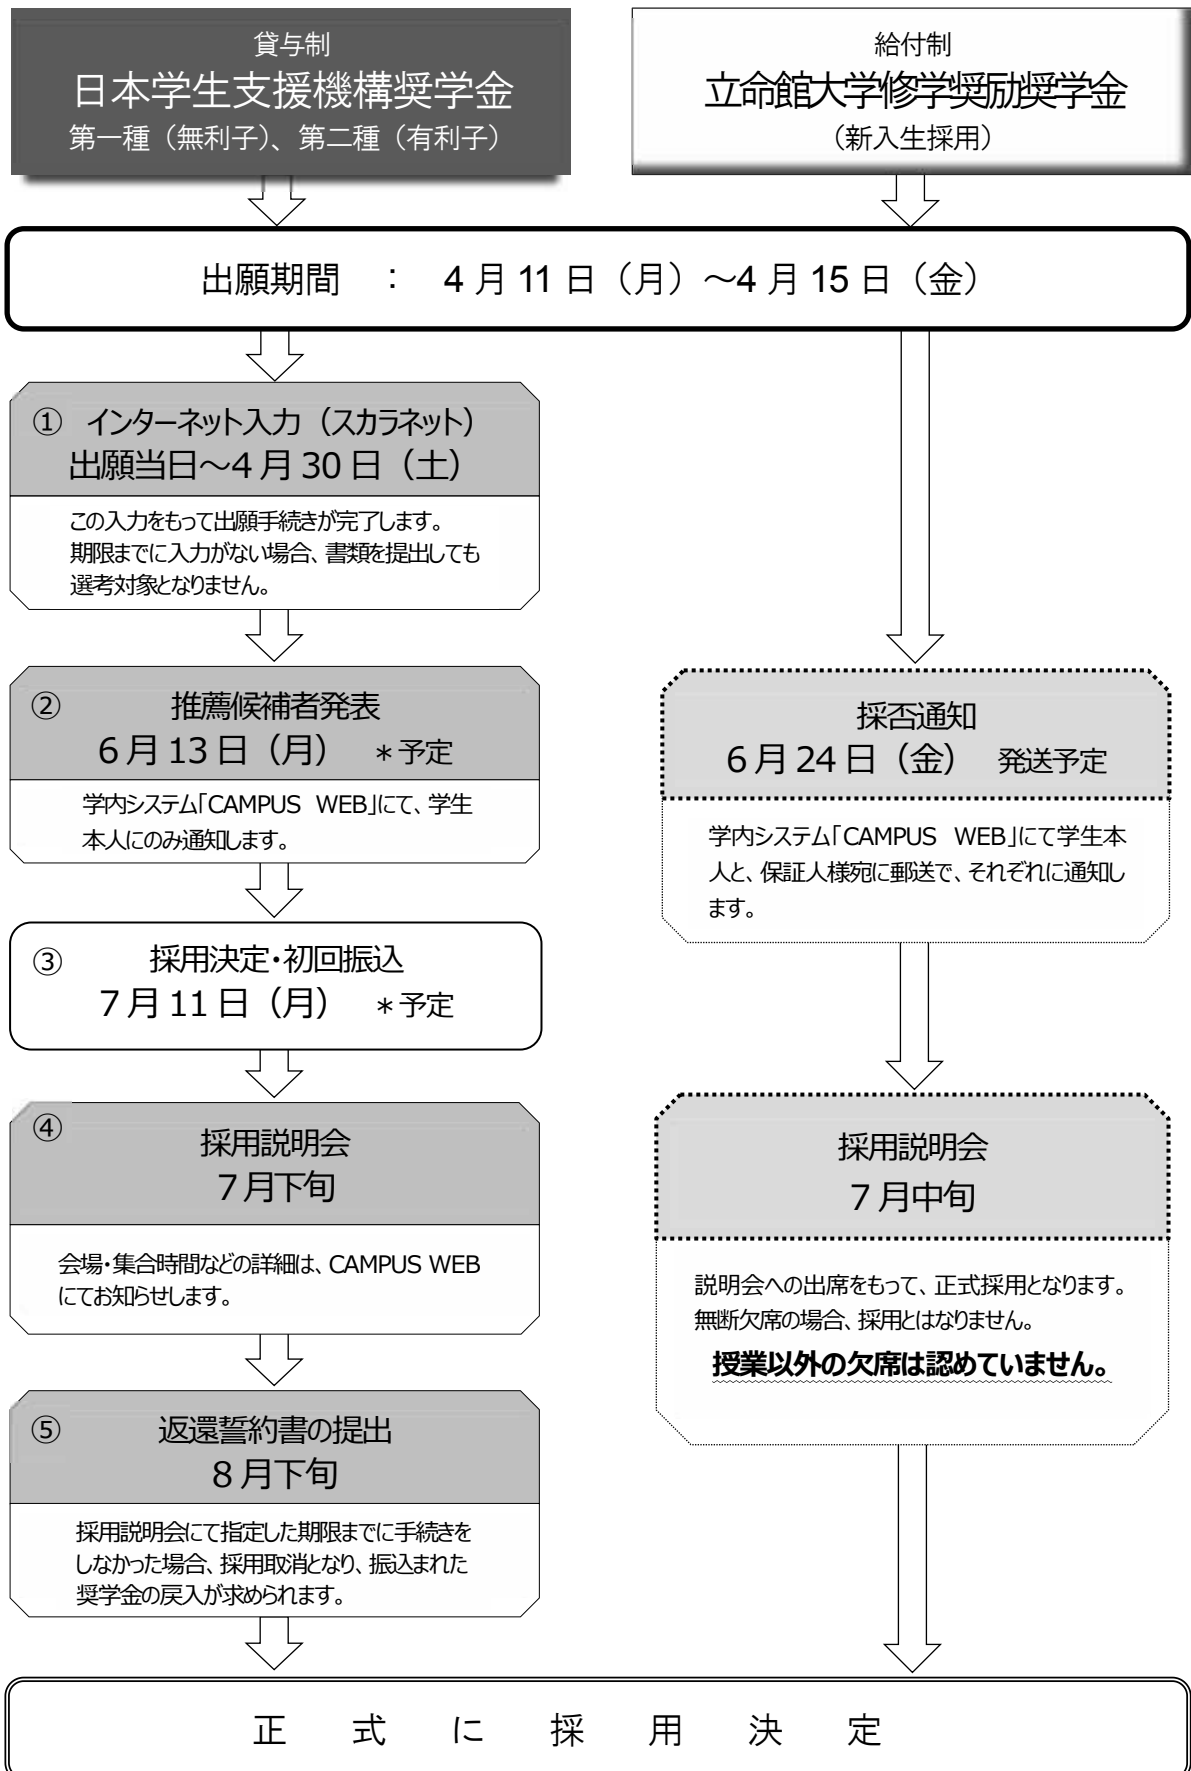 貸与制
日本学生支援機構奨学金
第一種（無利子）、第二種（有利子）
給付制
立命館大学修学奨励奨学金
（新入生採用）
出願期間　：　4月11日（月）～4月15日（金）
① インターネット入力（スカラネット）
出願当日～4月30日（土）
この入力をもって出願手続きが完了します。
期限までに入力がない場合、書類を提出しても
選考対象となりません。
② 推薦候補者発表
6月13日（月）　＊予定
学内システム「CAMPUS　WEB」にて、学生
本人にのみ通知します。
③ 採用決定・初回振込
7月11日（月）　＊予定
④ 採用説明会
7月下旬
会場・集合時間などの詳細は、CAMPUS WEB
にてお知らせします。
⑤ 返還誓約書の提出
8月下旬
採用説明会にて指定した期限までに手続きを
しなかった場合、採用取消となり、振込まれた
奨学金の戻入が求められます。
採否通知
6月24日（金）　発送予定
学内システム「CAMPUS　WEB」にて学生本
人と、保証人様宛に郵送で、それぞれに通知し
ます。
採用説明会
7月中旬
説明会への出席をもって、正式採用となります。
無断欠席の場合、採用とはなりません。
授業以外の欠席は認めていません。
正式に採用決定